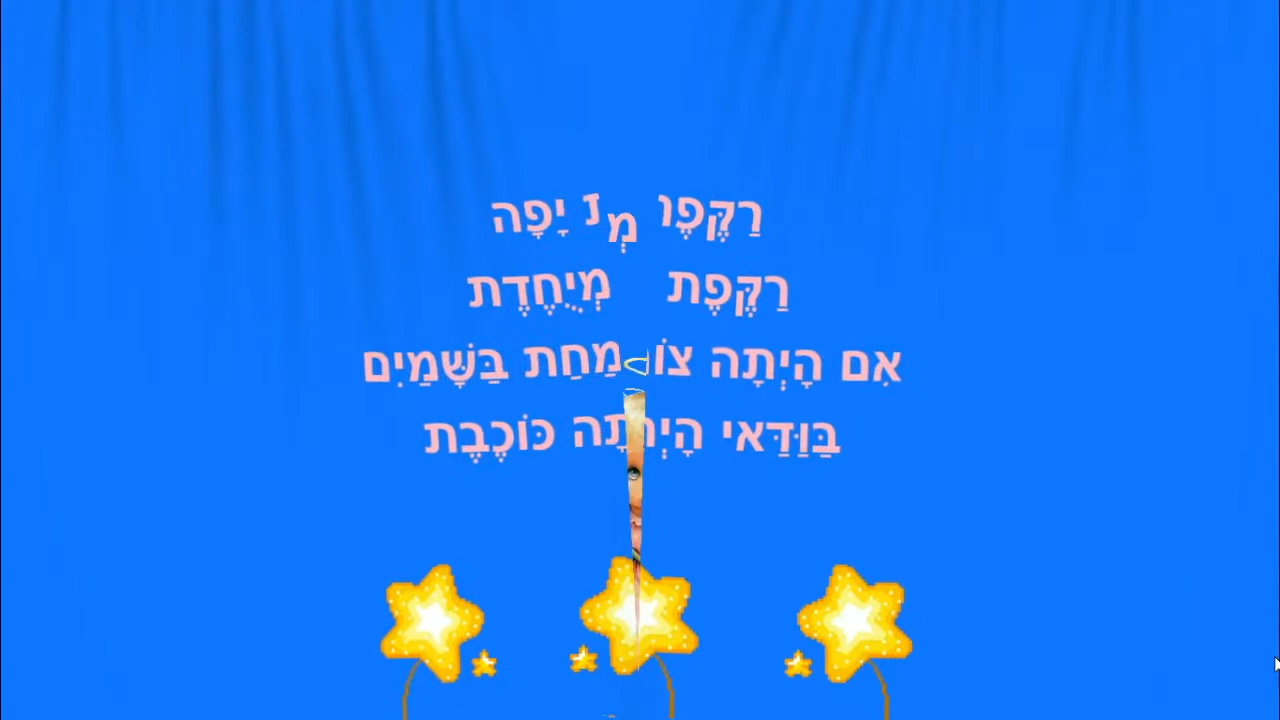 רַקֶּפֶת יָפָה
רַקֶּפֶת מְיֻחֶדֶת
אִם הָיְתָה צוֹמַחַת בַּשָּׁמַיִם
בַּוַּדַּאי הָיְתָה כּוֹכֶבֶת